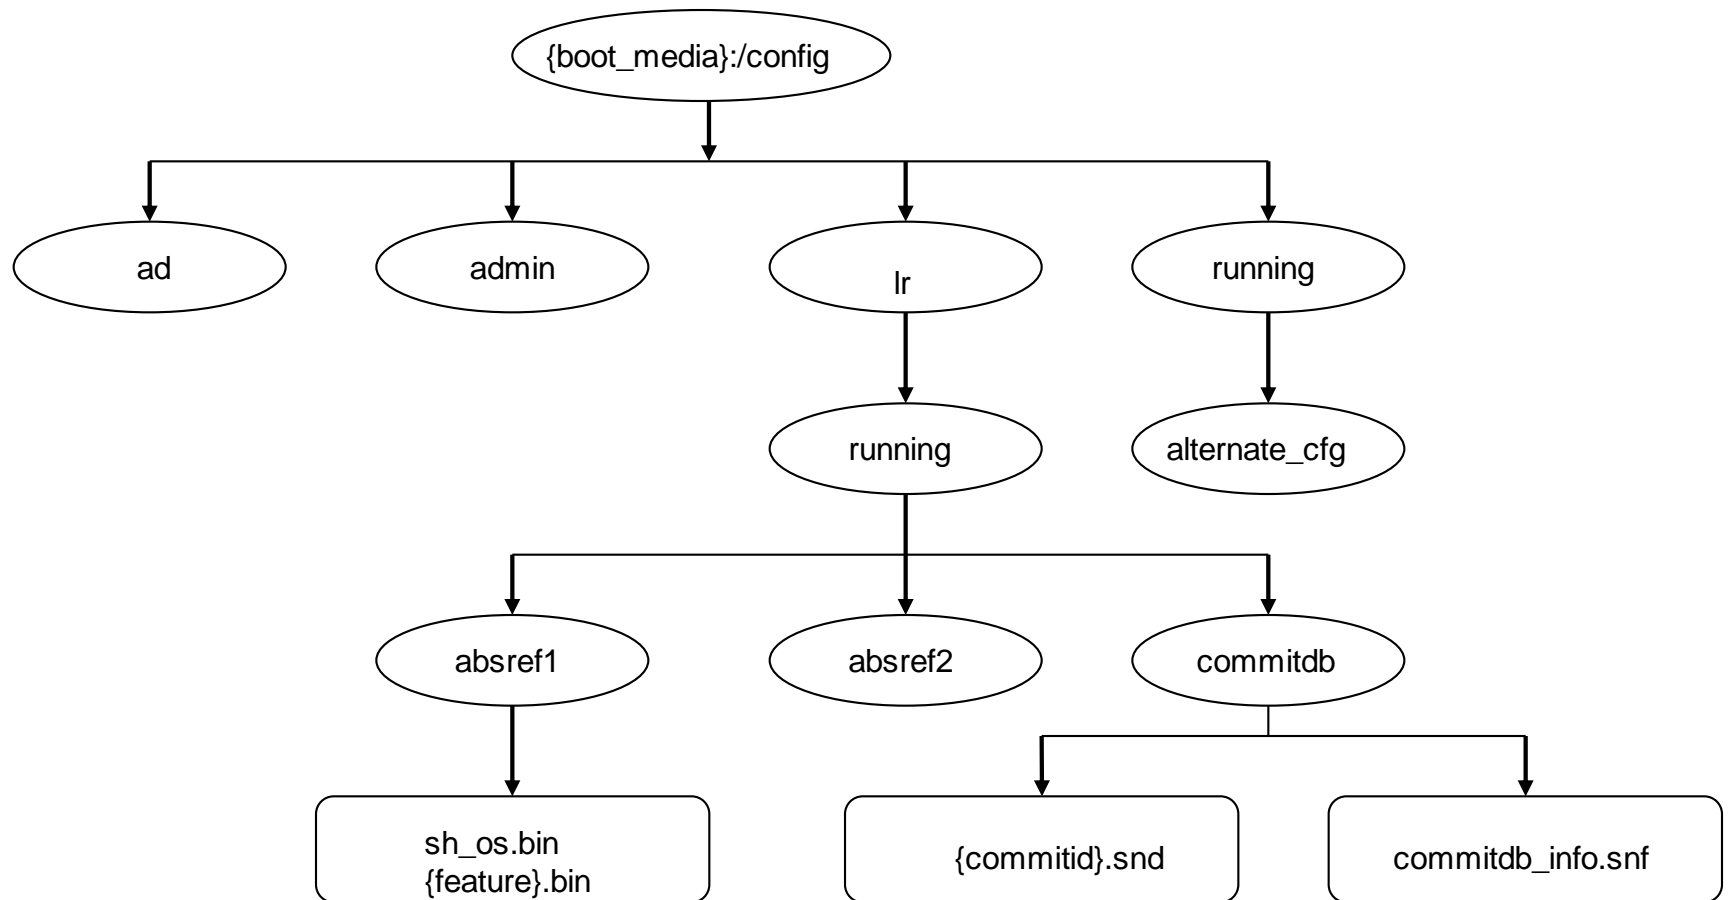 {boot_media}:/config
ad
admin
lr
running
running
alternate_cfg
absref1
absref2
commitdb
sh_os.bin
{feature}.bin
{commitid}.snd
commitdb_info.snf